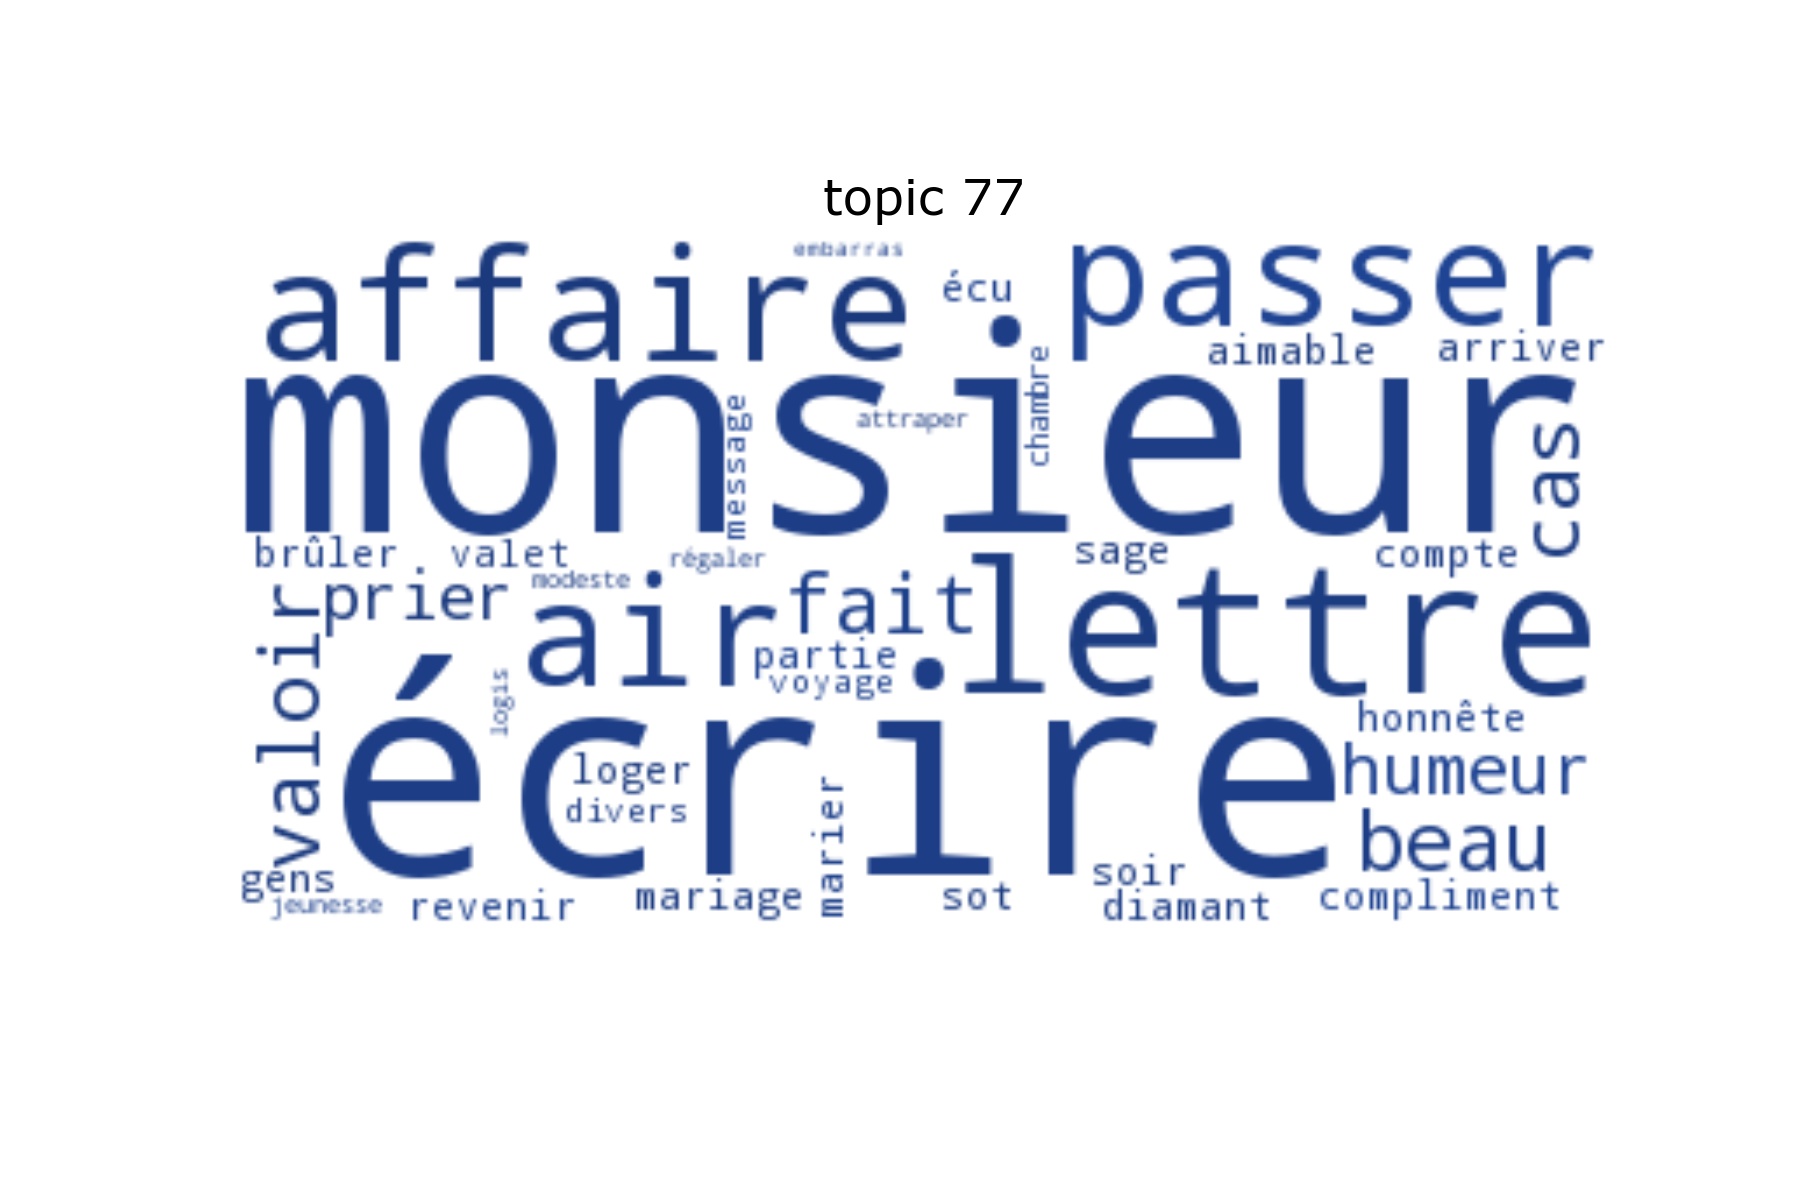 topic 77
embarras
affaire
écu
passer
aimable
arriver
monsieur
message
attraper
chambre
cas
brûler
valet
régaler
sage
compte
modeste
prier
air
fait
lettre
valoir
partie
voyage
logis
écrire
honnête
humeur
loger
divers
marier
beau
gens
jeunesse
revenir
mariage
sot
soir
diamant
compliment